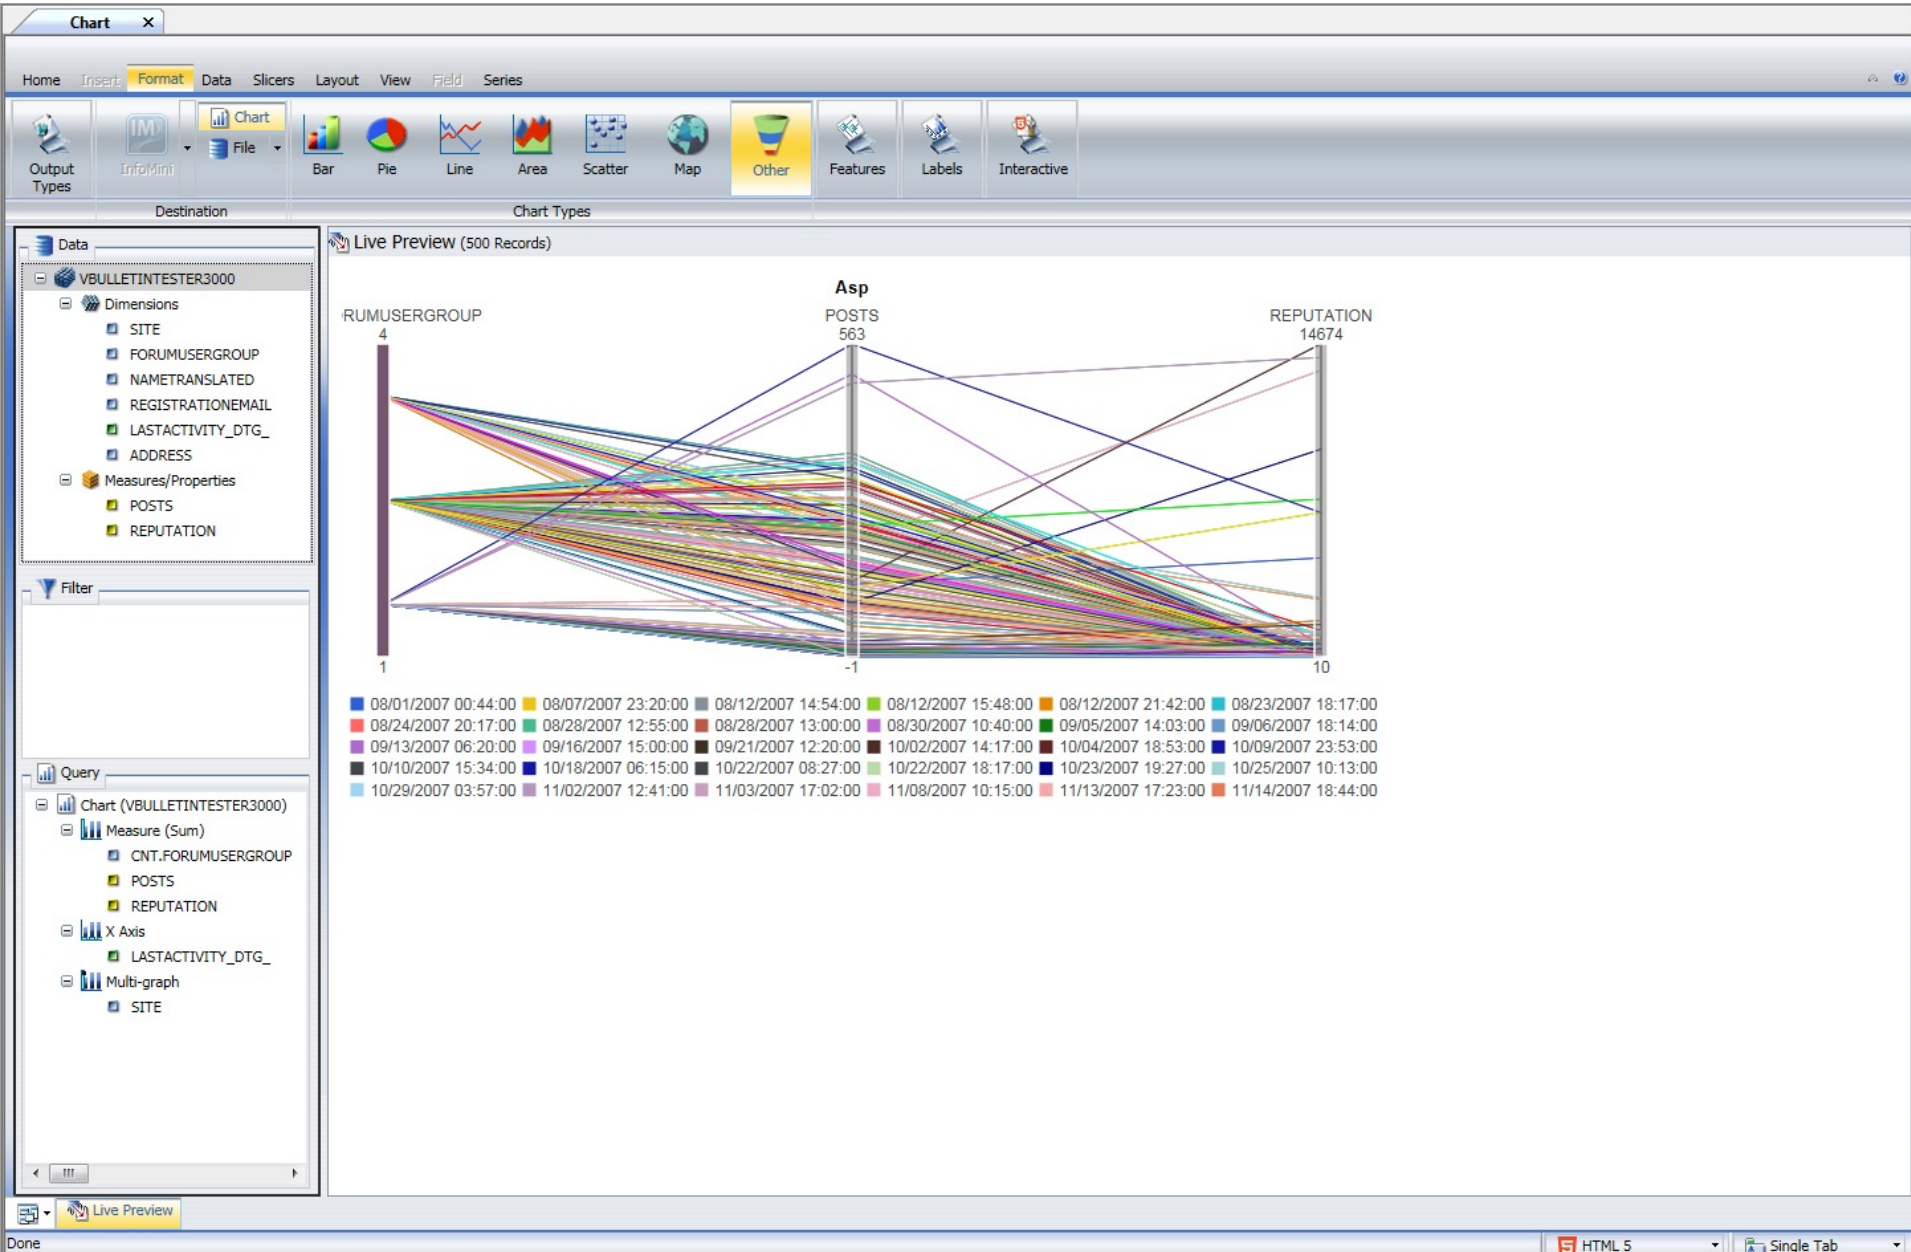 Chart
Home Insert Format Data Slicers Layout View Field Series
Output Types
InfoMini
Chart
File
Bar
Pie
Line
Area
Scatter
Map
Other
Features
Labels
Interactive
Destination
Chart Types
Data
VBULLETINTESTER3000
Dimensions
SITE
FORUMUSERGROUP
NAMETRANSLATED
REGISTRATIONEMAIL
LASTACTIVITY_DTG_
ADDRESS
Measures/Properties
POSTS
REPUTATION
Filter
Query
Chart (VBULLETINTESTER3000)
Measure (Sum)
CNT.FORUMUSERGROUP
POSTS
REPUTATION
X Axis
LASTACTIVITY_DTG_
Multi-graph
SITE
Live Preview (500 Records)
Asp
RUMUSERGROUP POSTS REPUTATION
4 563 14674
1 -1 10
08/01/2007 00:44:00 08/07/2007 23:20:00 08/12/2007 14:54:00 08/12/2007 15:48:00 08/12/2007 21:42:00 08/23/2007 18:17:00
08/24/2007 20:17:00 08/28/2007 12:55:00 08/28/2007 13:00:00 08/30/2007 10:40:00 09/05/2007 14:03:00 09/06/2007 18:14:00
09/13/2007 06:20:00 09/16/2007 15:00:00 09/21/2007 12:20:00 10/02/2007 14:17:00 10/04/2007 18:53:00 10/09/2007 23:53:00
10/10/2007 15:34:00 10/18/2007 06:15:00 10/22/2007 08:27:00 10/22/2007 18:17:00 10/23/2007 19:27:00 10/25/2007 10:13:00
10/29/2007 03:57:00 11/02/2007 12:41:00 11/03/2007 17:02:00 11/08/2007 10:15:00 11/13/2007 17:23:00 11/14/2007 18:44:00
Live Preview
Done
HTML 5
Single Tab